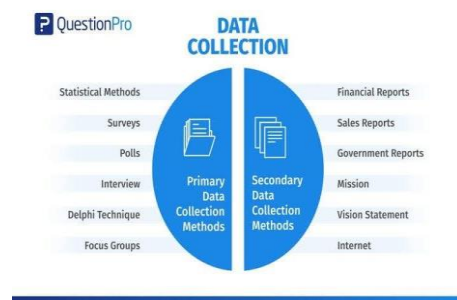 QuestionPro
DATA
COLLECTION
Statistical Methods
Surveys
Polls
Interview
Delphi Technique
Focus Groups
Primary
Data
Collection
Methods
Secondary
Data
Collection
Methods
Financial Reports
Sales Reports
Government Reports
Mission
Vision Statement
Internet